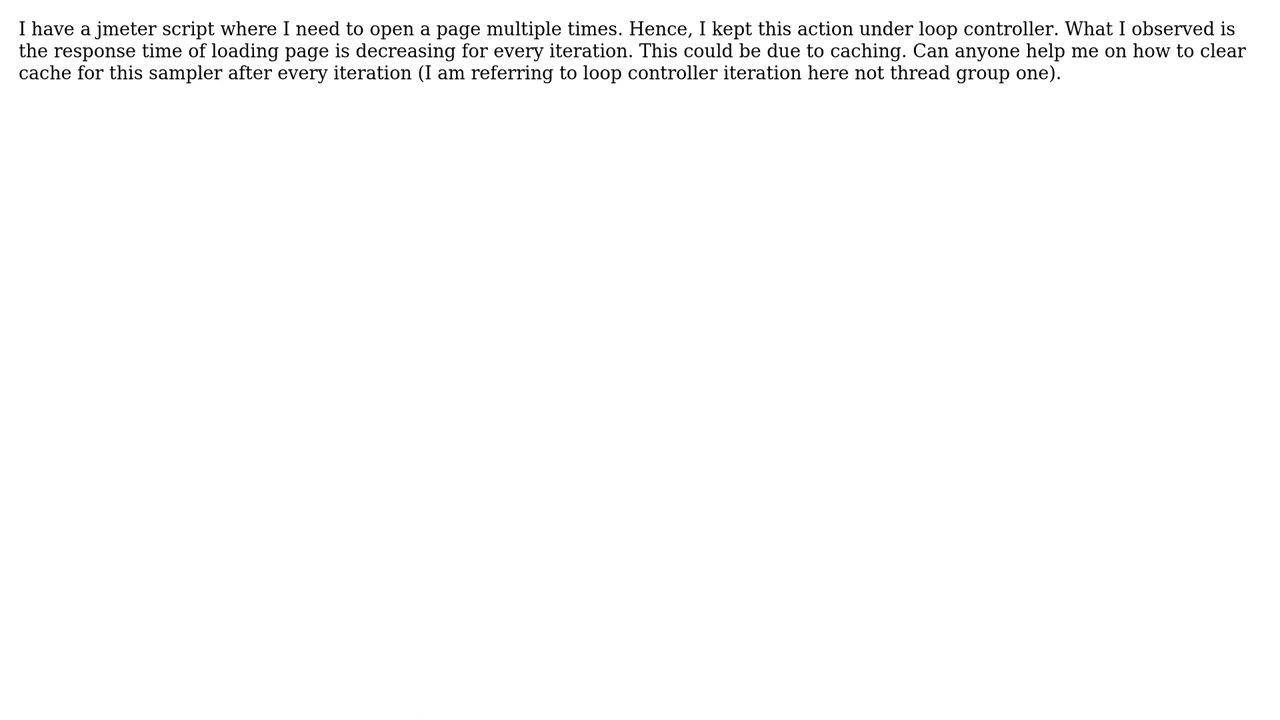 I have a jmeter script where I need to open a page multiple times. Hence, I kept this action under loop controller. What I observed is
the response time of loading page is decreasing for every iteration. This could be due to caching. Can anyone help me on how to clear
cache for this sampler after every iteration (I am referring to loop controller iteration here not thread group one).